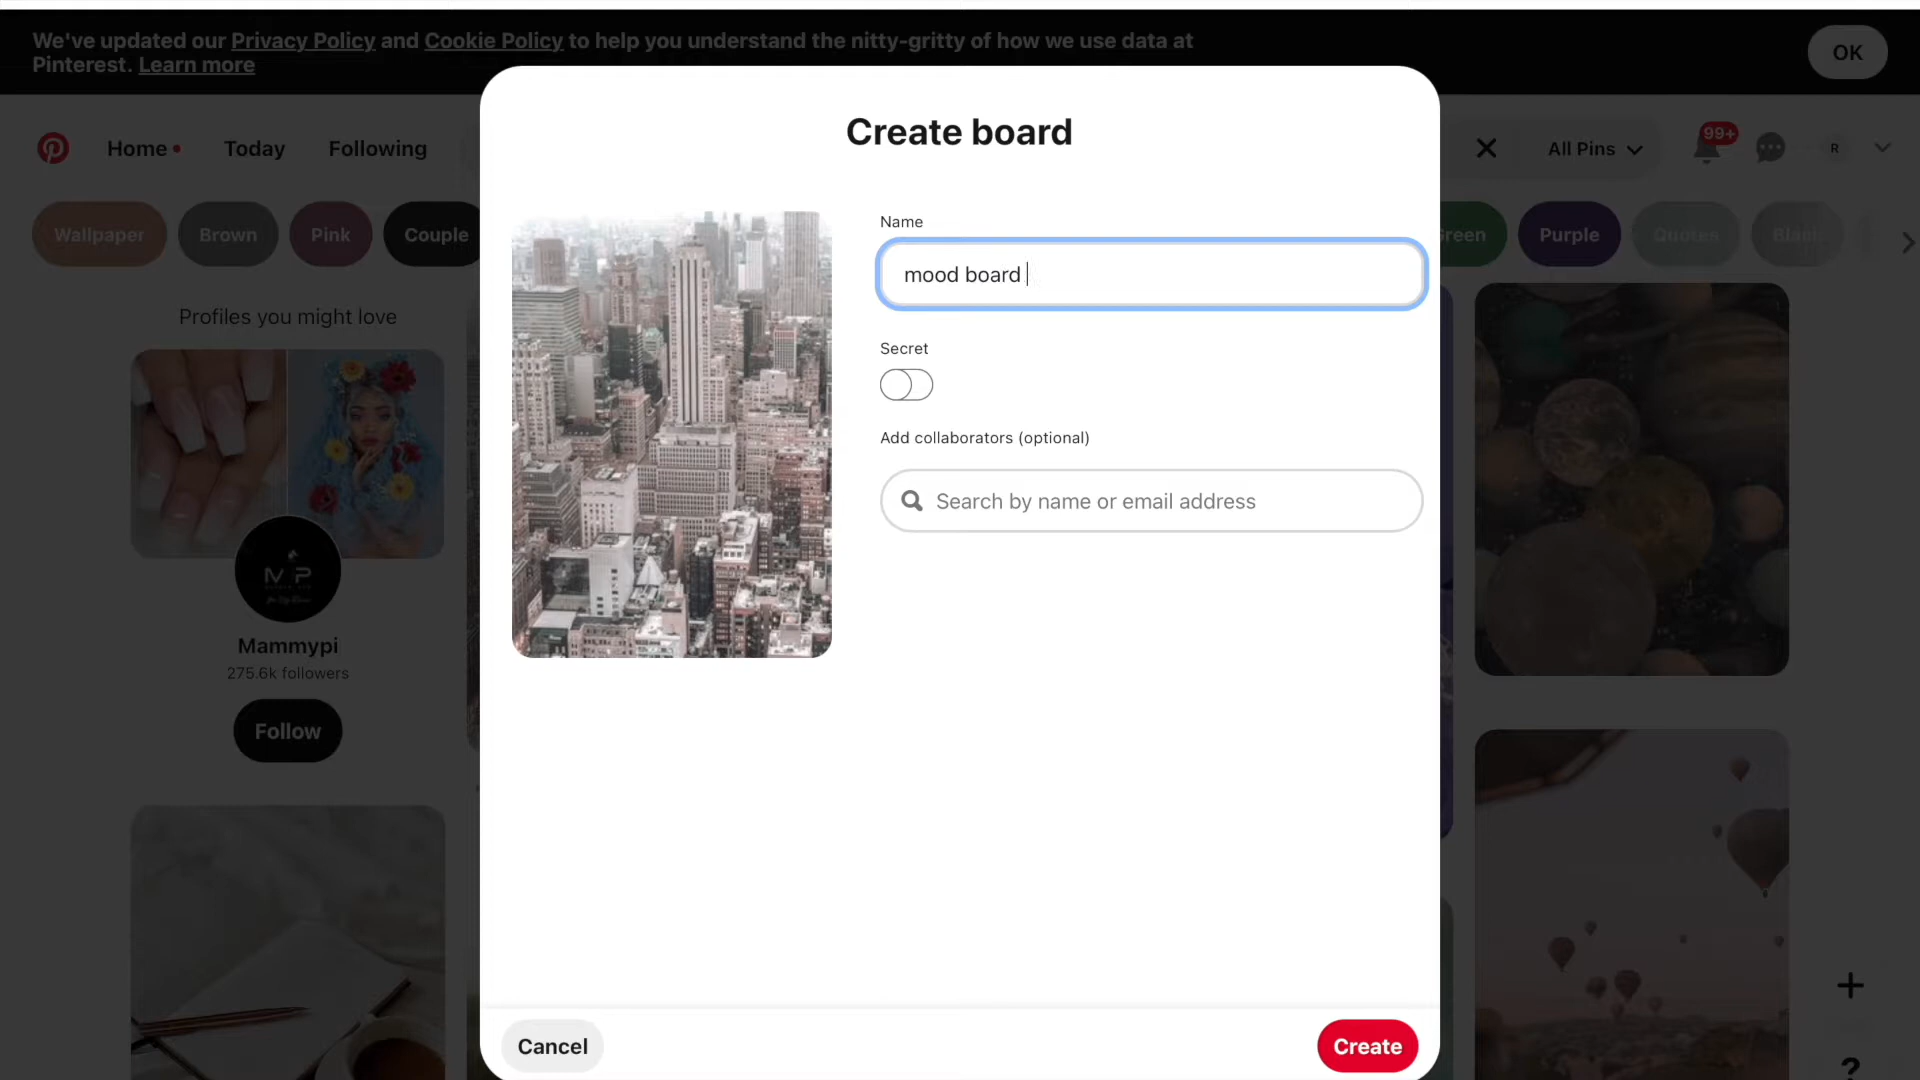 We've updated our Privacy Policy and Cookie Policy to help you understand the nitty-gritty of how we use data at
Pinterest. Learn more
OK
Create board
Home
Today
Following
All Pins
99+
R
Wallpaper
Brown
Pink
Couple
Purple
Quotes
Profiles you might love
Name
mood board
Secret
Add collaborators (optional)
Search by name or email address
Mammypi
275.6k followers
Follow
Cancel
Create
?